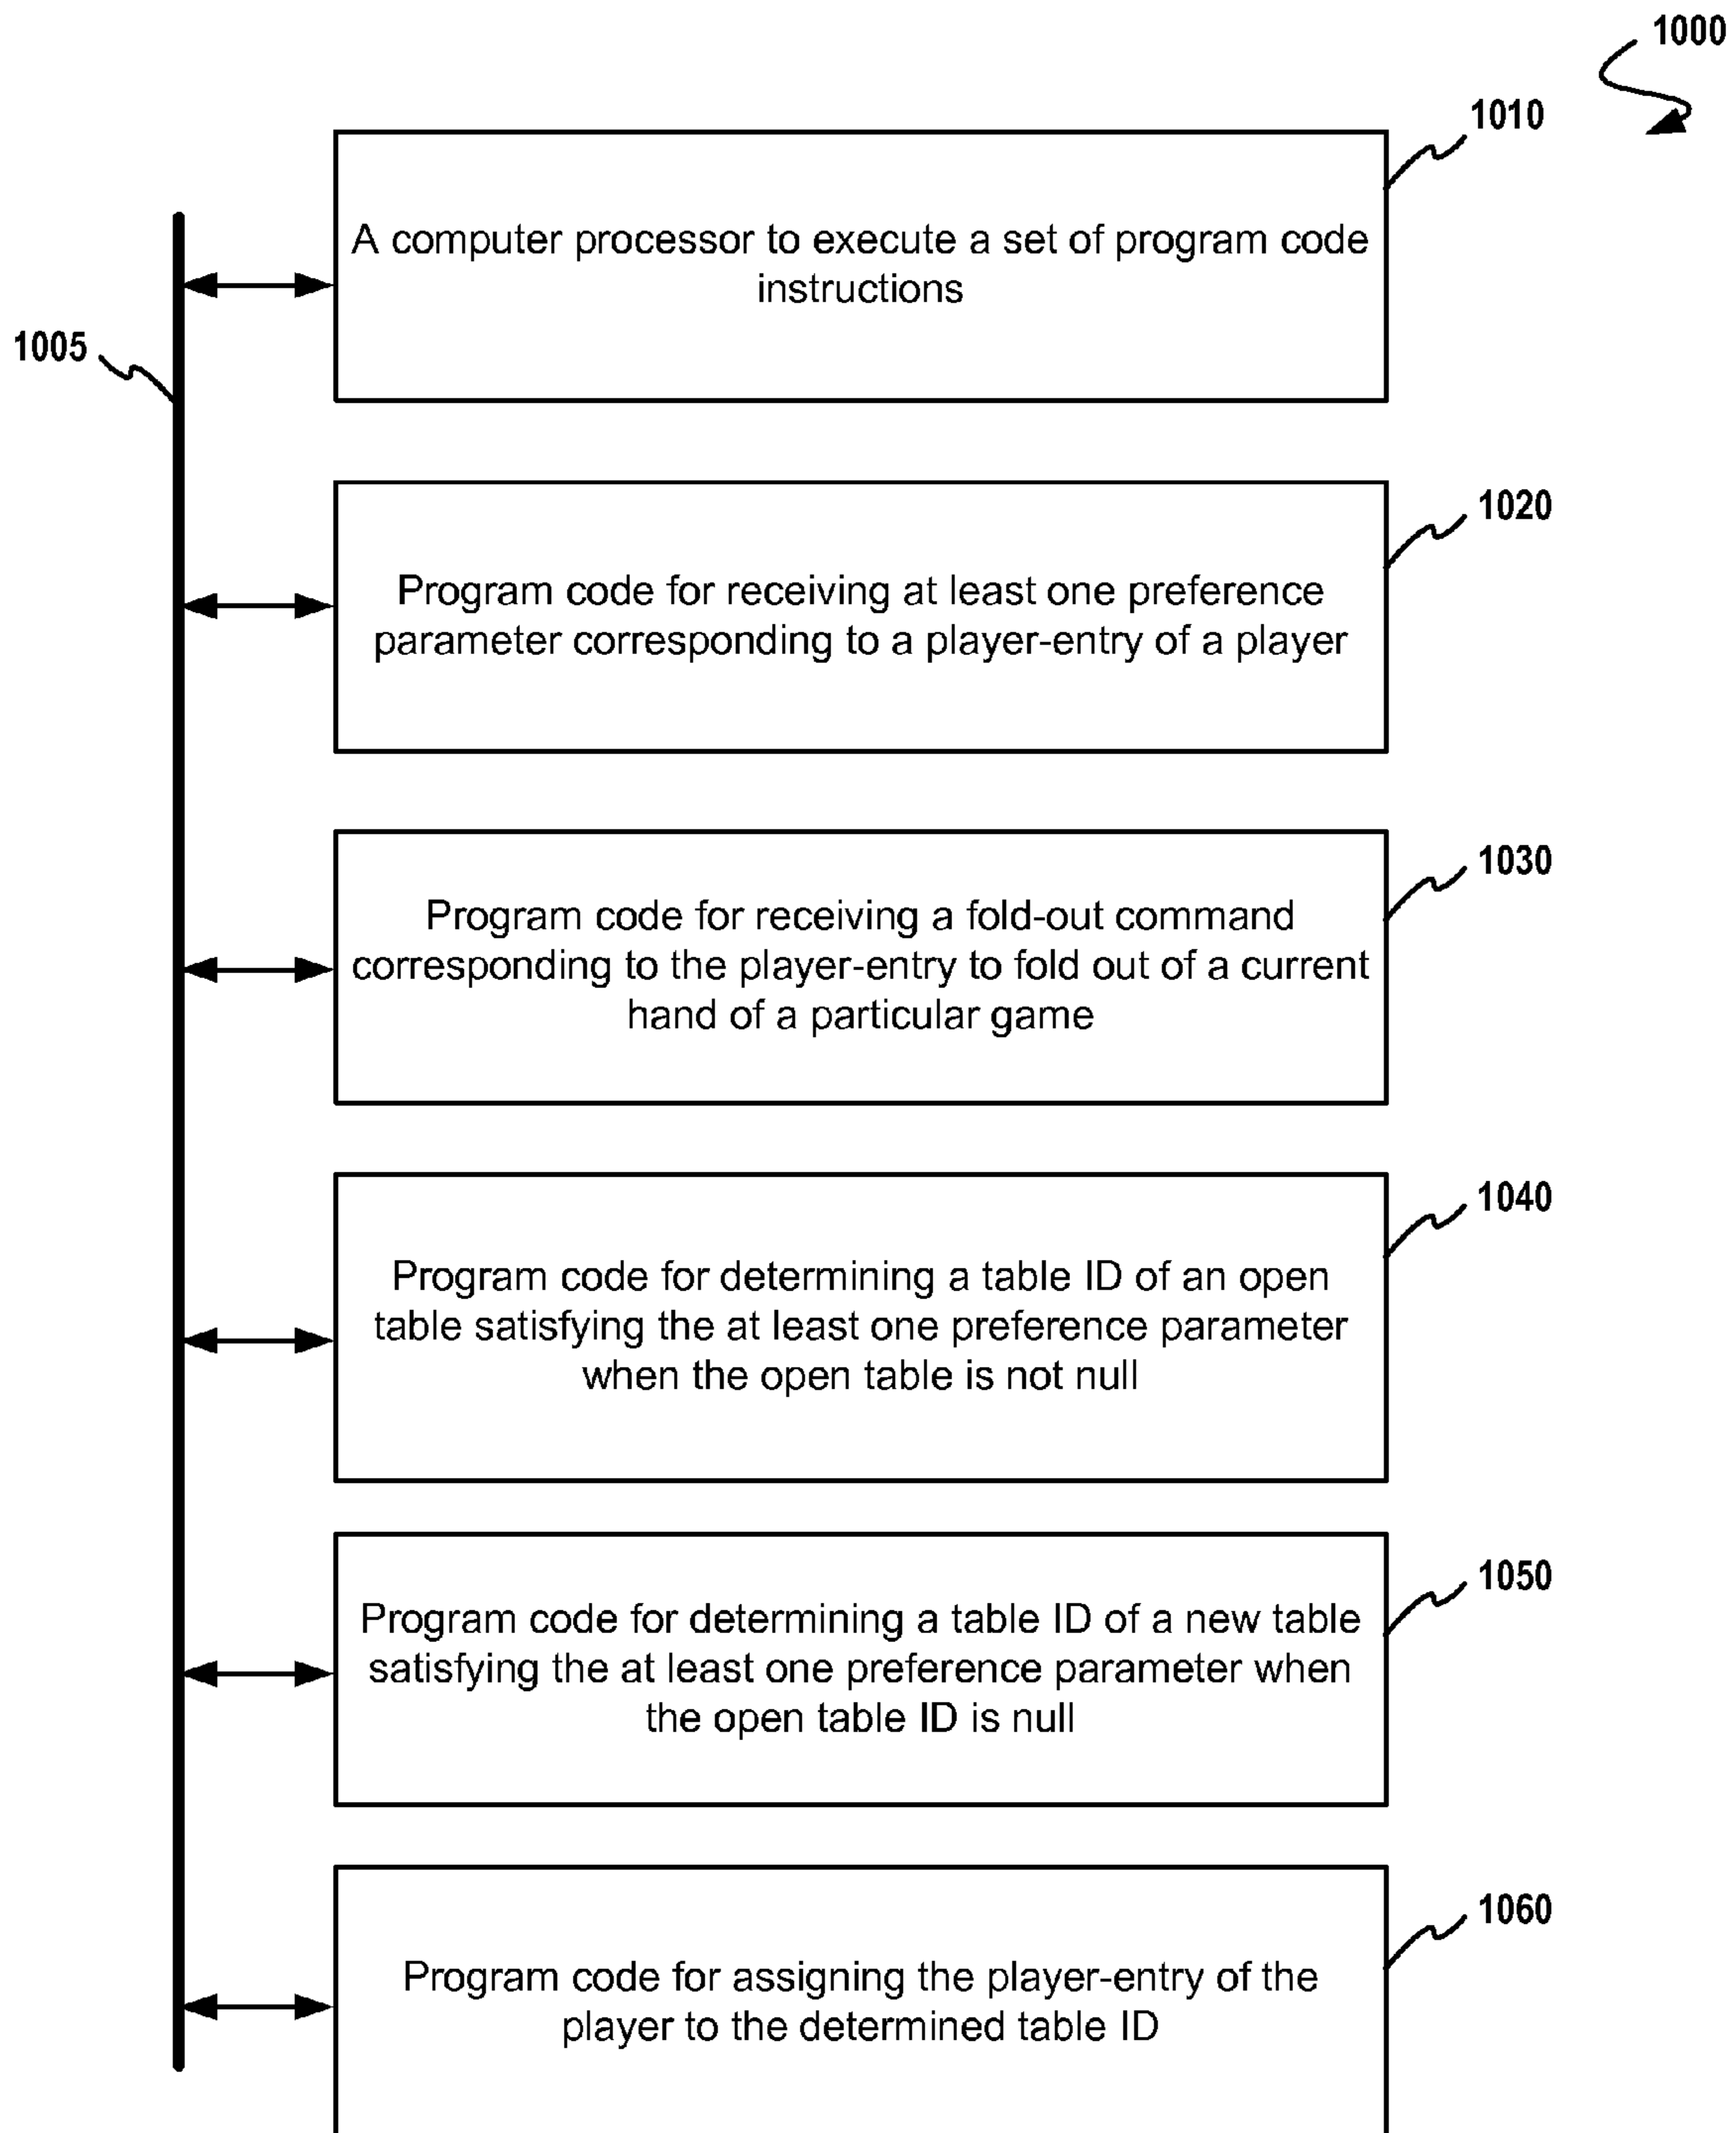 1000
1010
A computer processor to execute a set of program code
instructions
1005
1020
Program code for receiving at least one preference
parameter corresponding to a player-entry of a player
1030
Program code for receiving a fold-out command
corresponding to the player-entry to fold out of a current
hand of a particular game
1040
Program code for determining a table ID of an open
table satisfying the at least one preference parameter
when the open table is not null
1050
Program code for determining a table ID of a new table
satisfying the at least one preference parameter when
the open table ID is null
1060
Program code for assigning the player-entry of the
player to the determined table ID